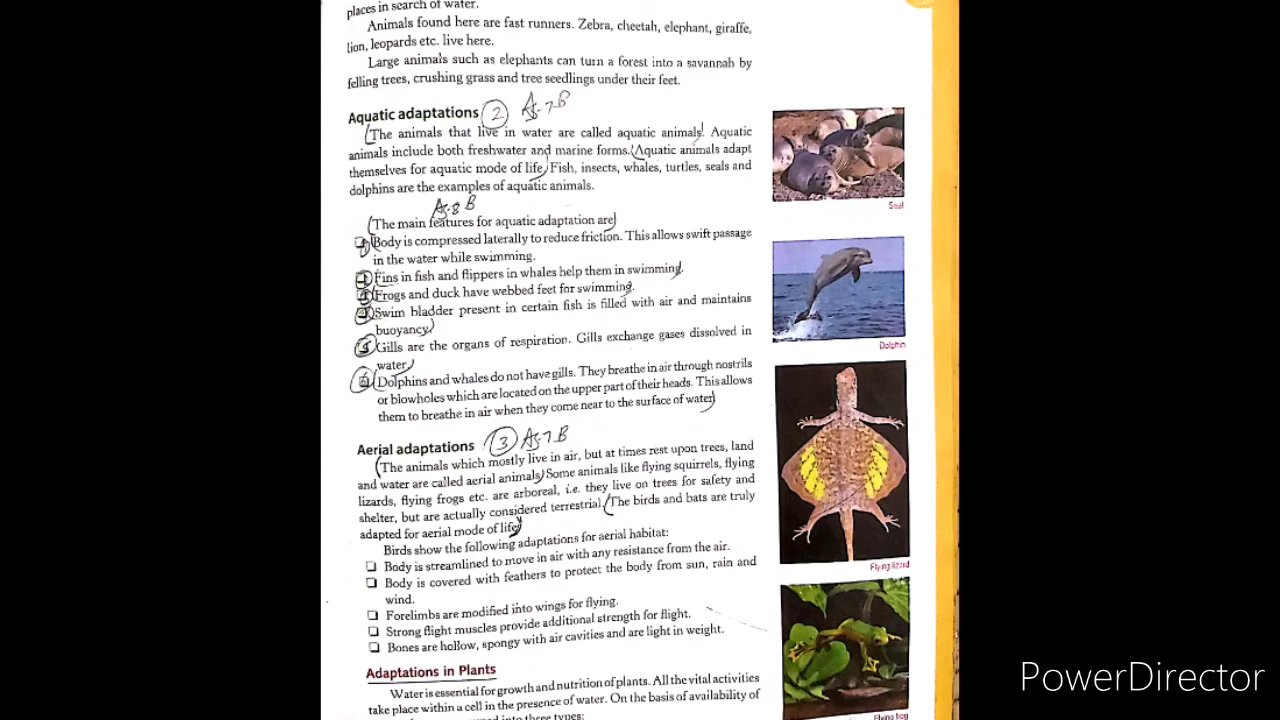 places in search of water.
Animals found here are fast runners. Zebra, cheetah, elephant, giraffe,
lion, leopards etc. live here.
Large animals such as elephants can turn a forest into a savannah by
felling trees, crushing grass and tree seedlings under their feet.
Aquatic adaptations 2 As-7 B
(The animals that live in water are called aquatic animals! Aquatic
animals include both freshwater and marine forms. (Aquatic animals adapt
themselves for aquatic mode of life) Fish, insects, whales, turtles, seals and
dolphins are the examples of aquatic animals.
As-8 B
(The main features for aquatic adaptation are)
(Body is compressed laterally to reduce friction. This allows swift passage
in the water while swimming.
Fins in fish and flippers in whales help them in swimming.
Frogs and duck have webbed feet for swimming.
Swim bladder present in certain fish is filled with air and maintains
buoyancy.)
5 Gills are the organs of respiration. Gills exchange gases dissolved in
water)
6 (Dolphins and whales do not have gills. They breathe in air through nostrils
or blowholes which are located on the upper part of their heads. This allows
them to breathe in air when they come near to the surface of water)
Aerial adaptations 3 As-7 B
(The animals which mostly live in air, but at times rest upon trees, land
and water are called aerial animals) Some animals like flying squirrels, flying
lizards, flying frogs etc. are arboreal, i.e. they live on trees for safety and
shelter, but are actually considered terrestrial. (The birds and bats are truly
adapted for aerial mode of life)
Birds show the following adaptations for aerial habitat:
❑ Body is streamlined to move in air with any resistance from the air.
❑ Body is covered with feathers to protect the body from sun, rain and
wind.
❑ Forelimbs are modified into wings for flying.
❑ Strong flight muscles provide additional strength for flight.
❑ Bones are hollow, spongy with air cavities and are light in weight.
Adaptations in Plants
Water is essential for growth and nutrition of plants. All the vital activities
take place within a cell in the presence of water. On the basis of availability of
into three types:
Seal
Dolphin
Flying lizard
Flying frog
PowerDirector